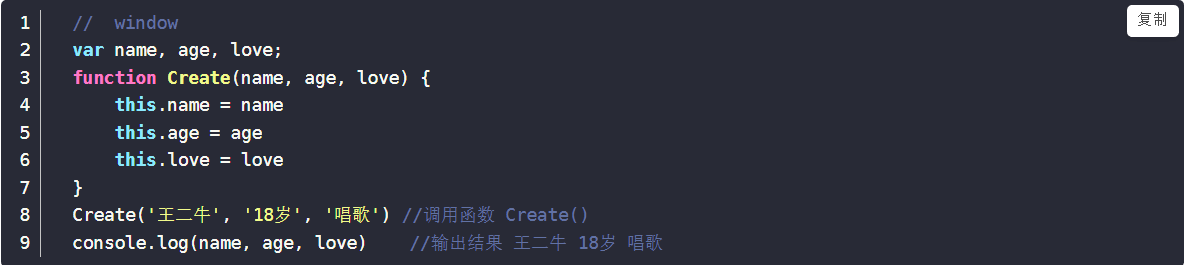 复制
1 //  window
2 var name, age, love;
3 function Create(name, age, love) {
4     this.name = name
5     this.age = age
6     this.love = love
7 }
8 Create('王二牛', '18岁', '唱歌') //调用函数 Create()
9 console.log(name, age, love)    //输出结果 王二牛 18岁 唱歌